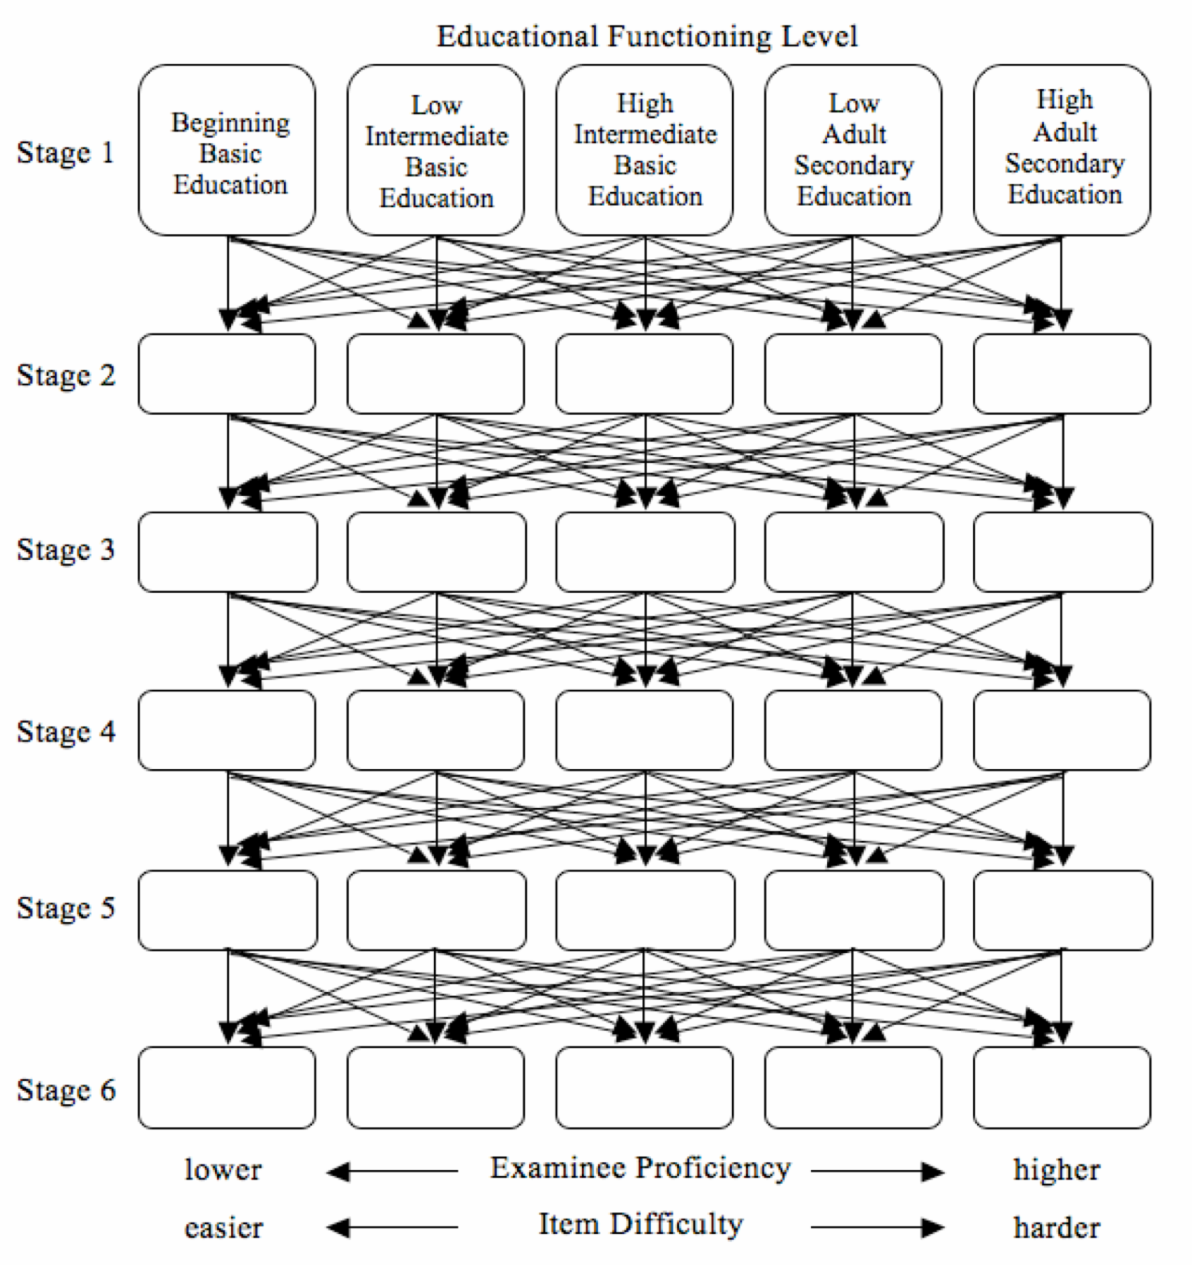 Educational Functioning Level
Stage 1
Beginning
Basic
Education
Low
Intermediate
Basic
Education
High
Intermediate
Basic
Education
Low
Adult
Secondary
Education
High
Adult
Secondary
Education
Stage 2
Stage 3
Stage 4
Stage 5
Stage 6
lower Examinee Proficiency higher
easier Item Difficulty harder